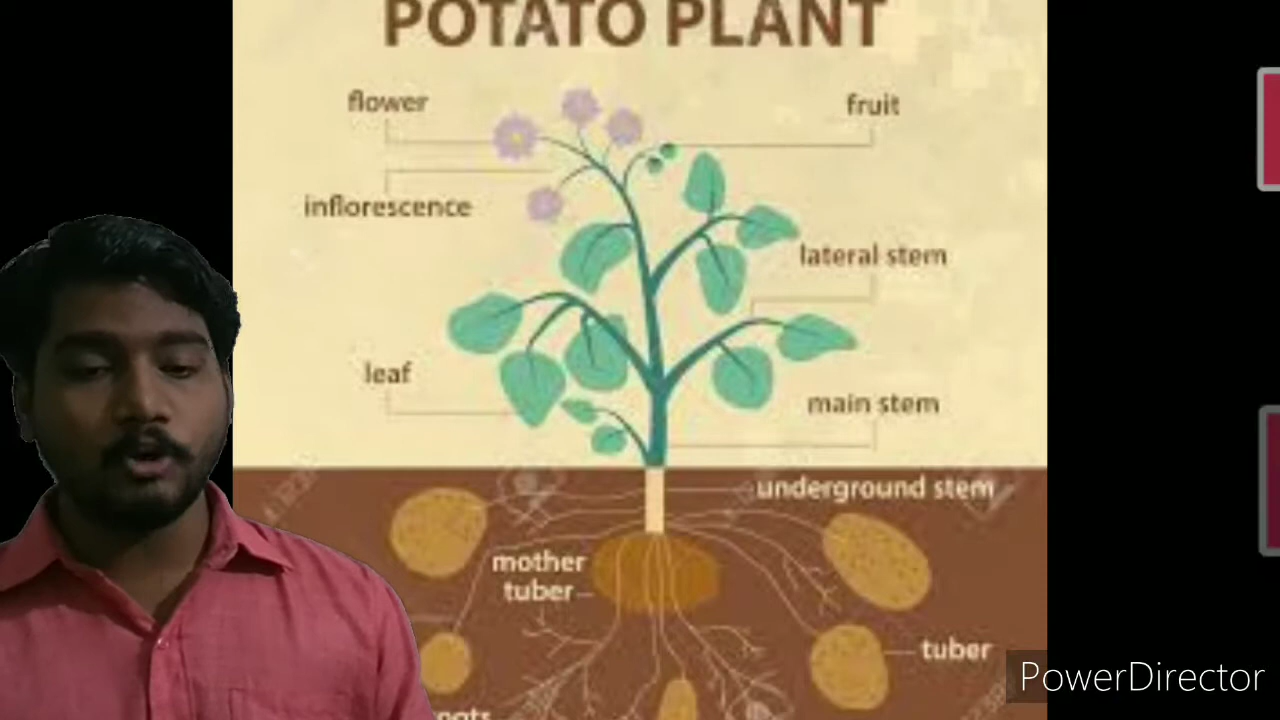 POTATO PLANT
flower
fruit
inflorescence
lateral stem
leaf
main stem
underground stem
mother
tuber
tuber
PowerDirector